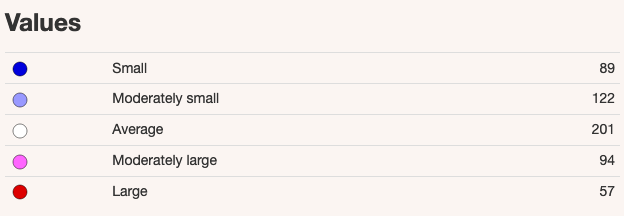 Values
Small 89
Moderately small 122
Average 201
Moderately large 94
Large 57